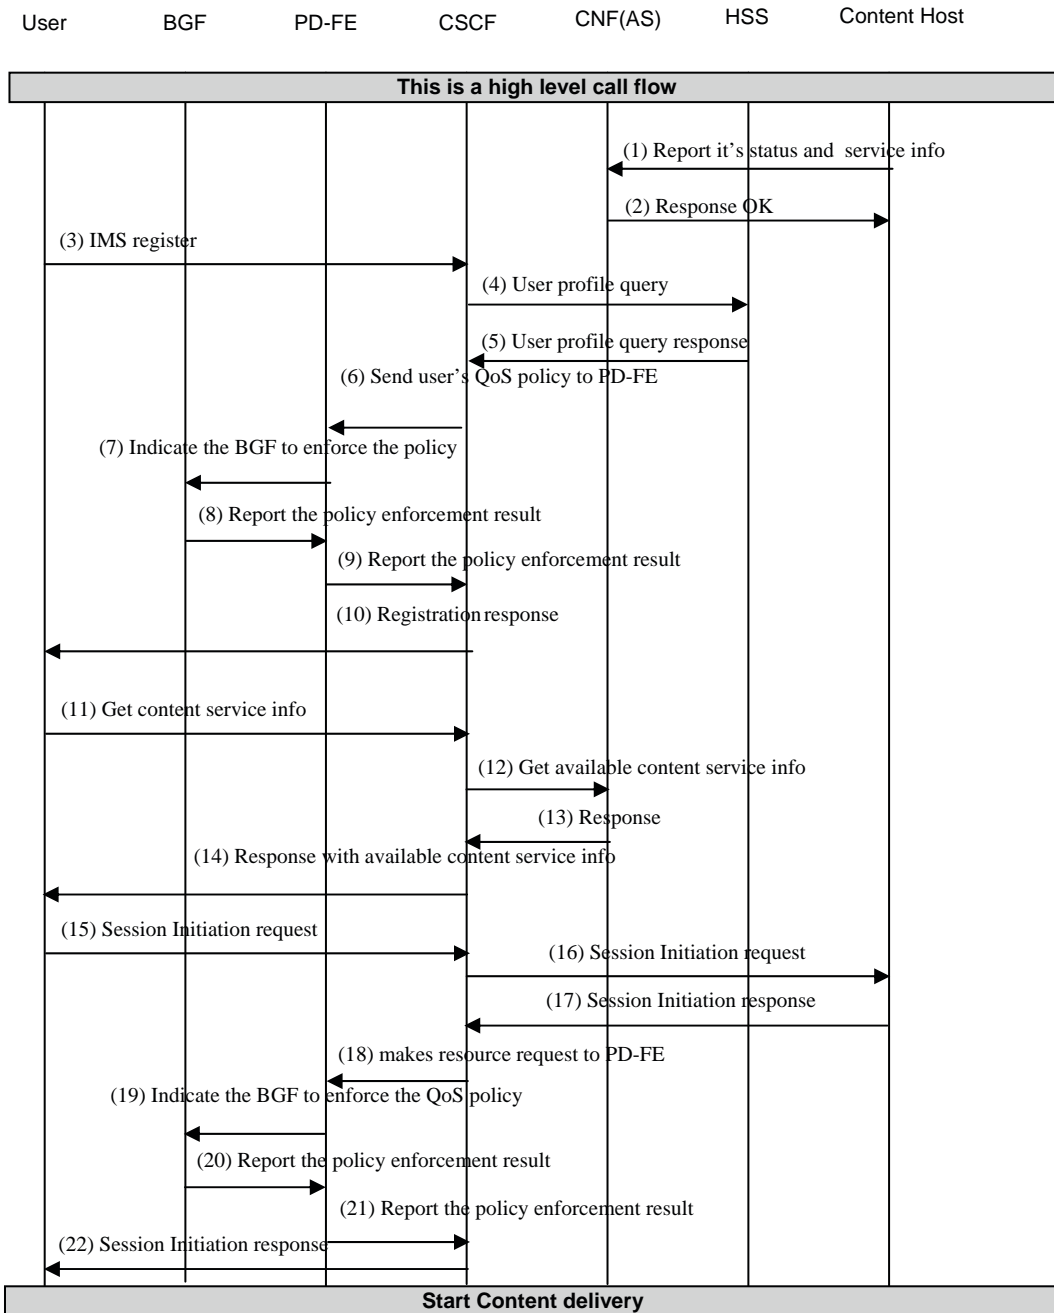 User BGF PD-FE CSCF CNF(AS) HSS Content Host
This is a high level call flow
(1) Report it's status and service info
(2) Response OK
(3) IMS register
(4) User profile query
(5) User profile query response
(6) Send user's QoS policy to PD-FE
(7) Indicate the BGF to enforce the policy
(8) Report the policy enforcement result
(9) Report the policy enforcement result
(10) Registration response
(11) Get content service info
(12) Get available content service info
(13) Response
(14) Response with available content service info
(15) Session Initiation request
(16) Session Initiation request
(17) Session Initiation response
(18) makes resource request to PD-FE
(19) Indicate the BGF to enforce the QoS policy
(20) Report the policy enforcement result
(21) Report the policy enforcement result
(22) Session Initiation response
Start Content delivery